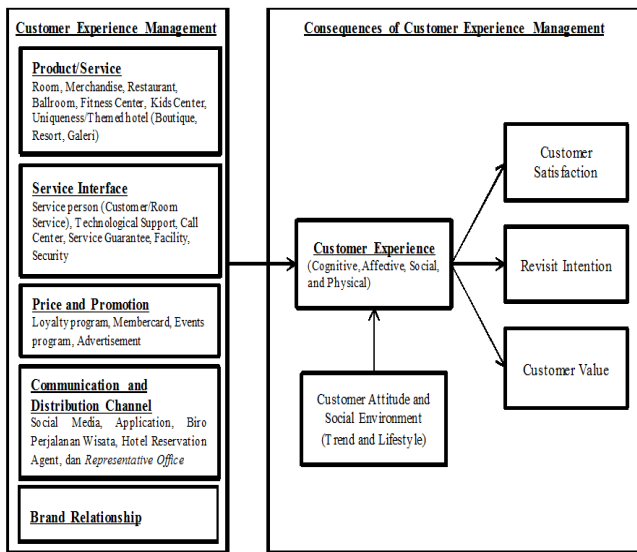 Customer Experience Management
Product/Service
Room, Merchandise, Restaurant,
Ballroom, Fitness Center, Kids Center,
Uniqueness/Themed hotel (Boutique,
Resort, Galeri)
Service Interface
Service person (Customer/Room
Service), Technological Support, Call
Center, Service Guarantee, Facility,
Security
Price and Promotion
Loyalty program, Membercard, Events
program, Advertisement
Communication and
Distribution Channel
Social Media, Application, Biro
Perjalanan Wisata, Hotel Reservation
Agent, dan Representative Office
Brand Relationship
Consequences of Customer Experience Management
Customer Experience
(Cognitive, Affective, Social,
and Physical)
Customer Attitude and
Social Environment
(Trend and Lifestyle)
Customer
Satisfaction
Revisit Intention
Customer Value